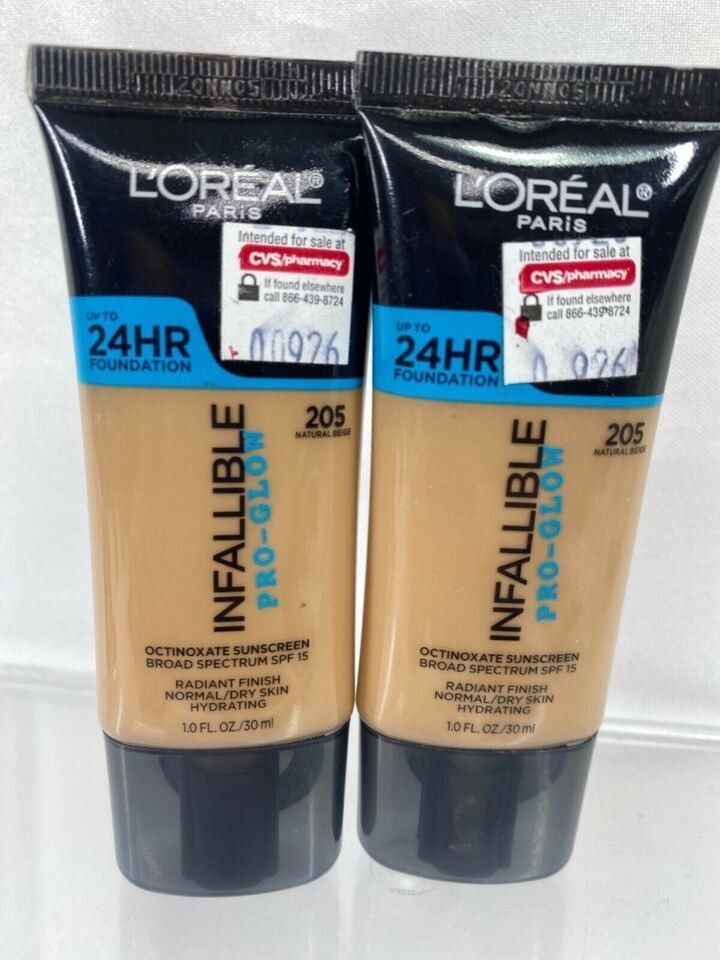 L'ORÉAL®
PARIS
Intended for sale at
CVS/pharmacy
If found elsewhere
call 866-439-8724
00926
UP TO
24HR
FOUNDATION
205
NATURAL BEIGE
INFALLIBLE
PRO-GLOW
OCTINOXATE SUNSCREEN
BROAD SPECTRUM SPF 15
RADIANT FINISH
NORMAL/DRY SKIN
HYDRATING
1.0 FL. OZ./30 ml
L'ORÉAL®
PARIS
Intended for sale at
CVS/pharmacy
If found elsewhere
call 866-439-8724
UP TO
24HR
FOUNDATION
205
NATURAL BEIGE
INFALLIBLE
PRO-GLOW
OCTINOXATE SUNSCREEN
BROAD SPECTRUM SPF 15
RADIANT FINISH
NORMAL/DRY SKIN
HYDRATING
1.0 FL. OZ./30 ml